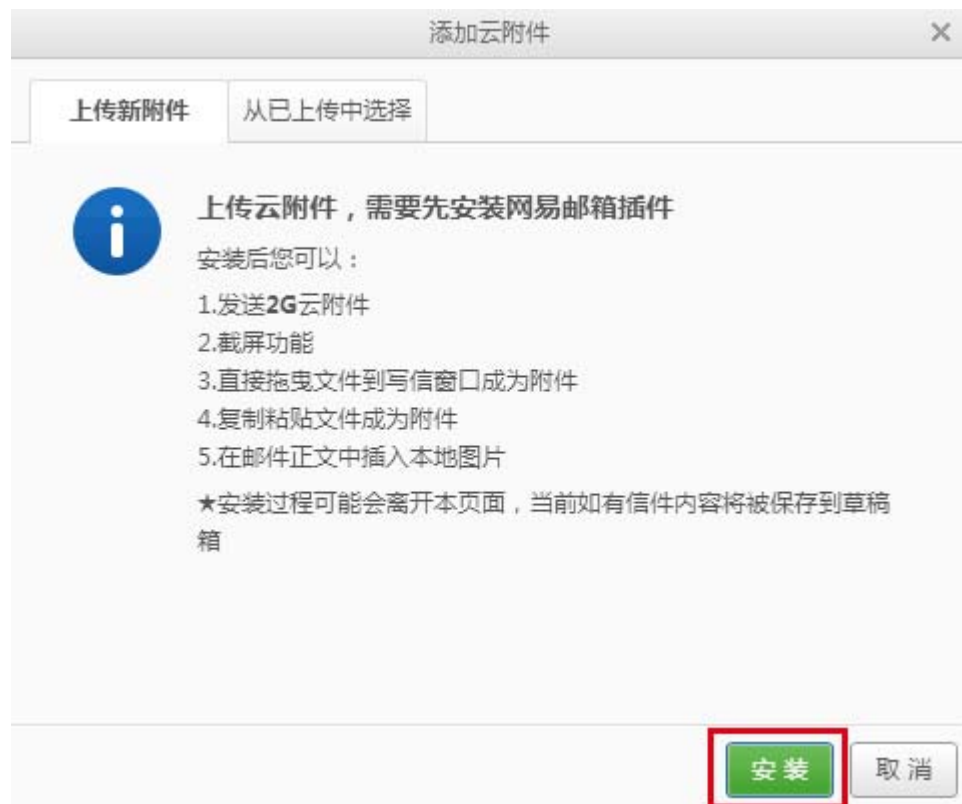 添加云附件
上传新附件 从已上传中选择
上传云附件，需要先安装网易邮箱插件
安装后您可以：
1.发送2G云附件
2.截屏功能
3.直接拖曳文件到写信窗口成为附件
4.复制粘贴文件成为附件
5.在邮件正文中插入本地图片
★安装过程可能会离开本页面，当前如有信件内容将被保存到草稿
箱
安装 取消